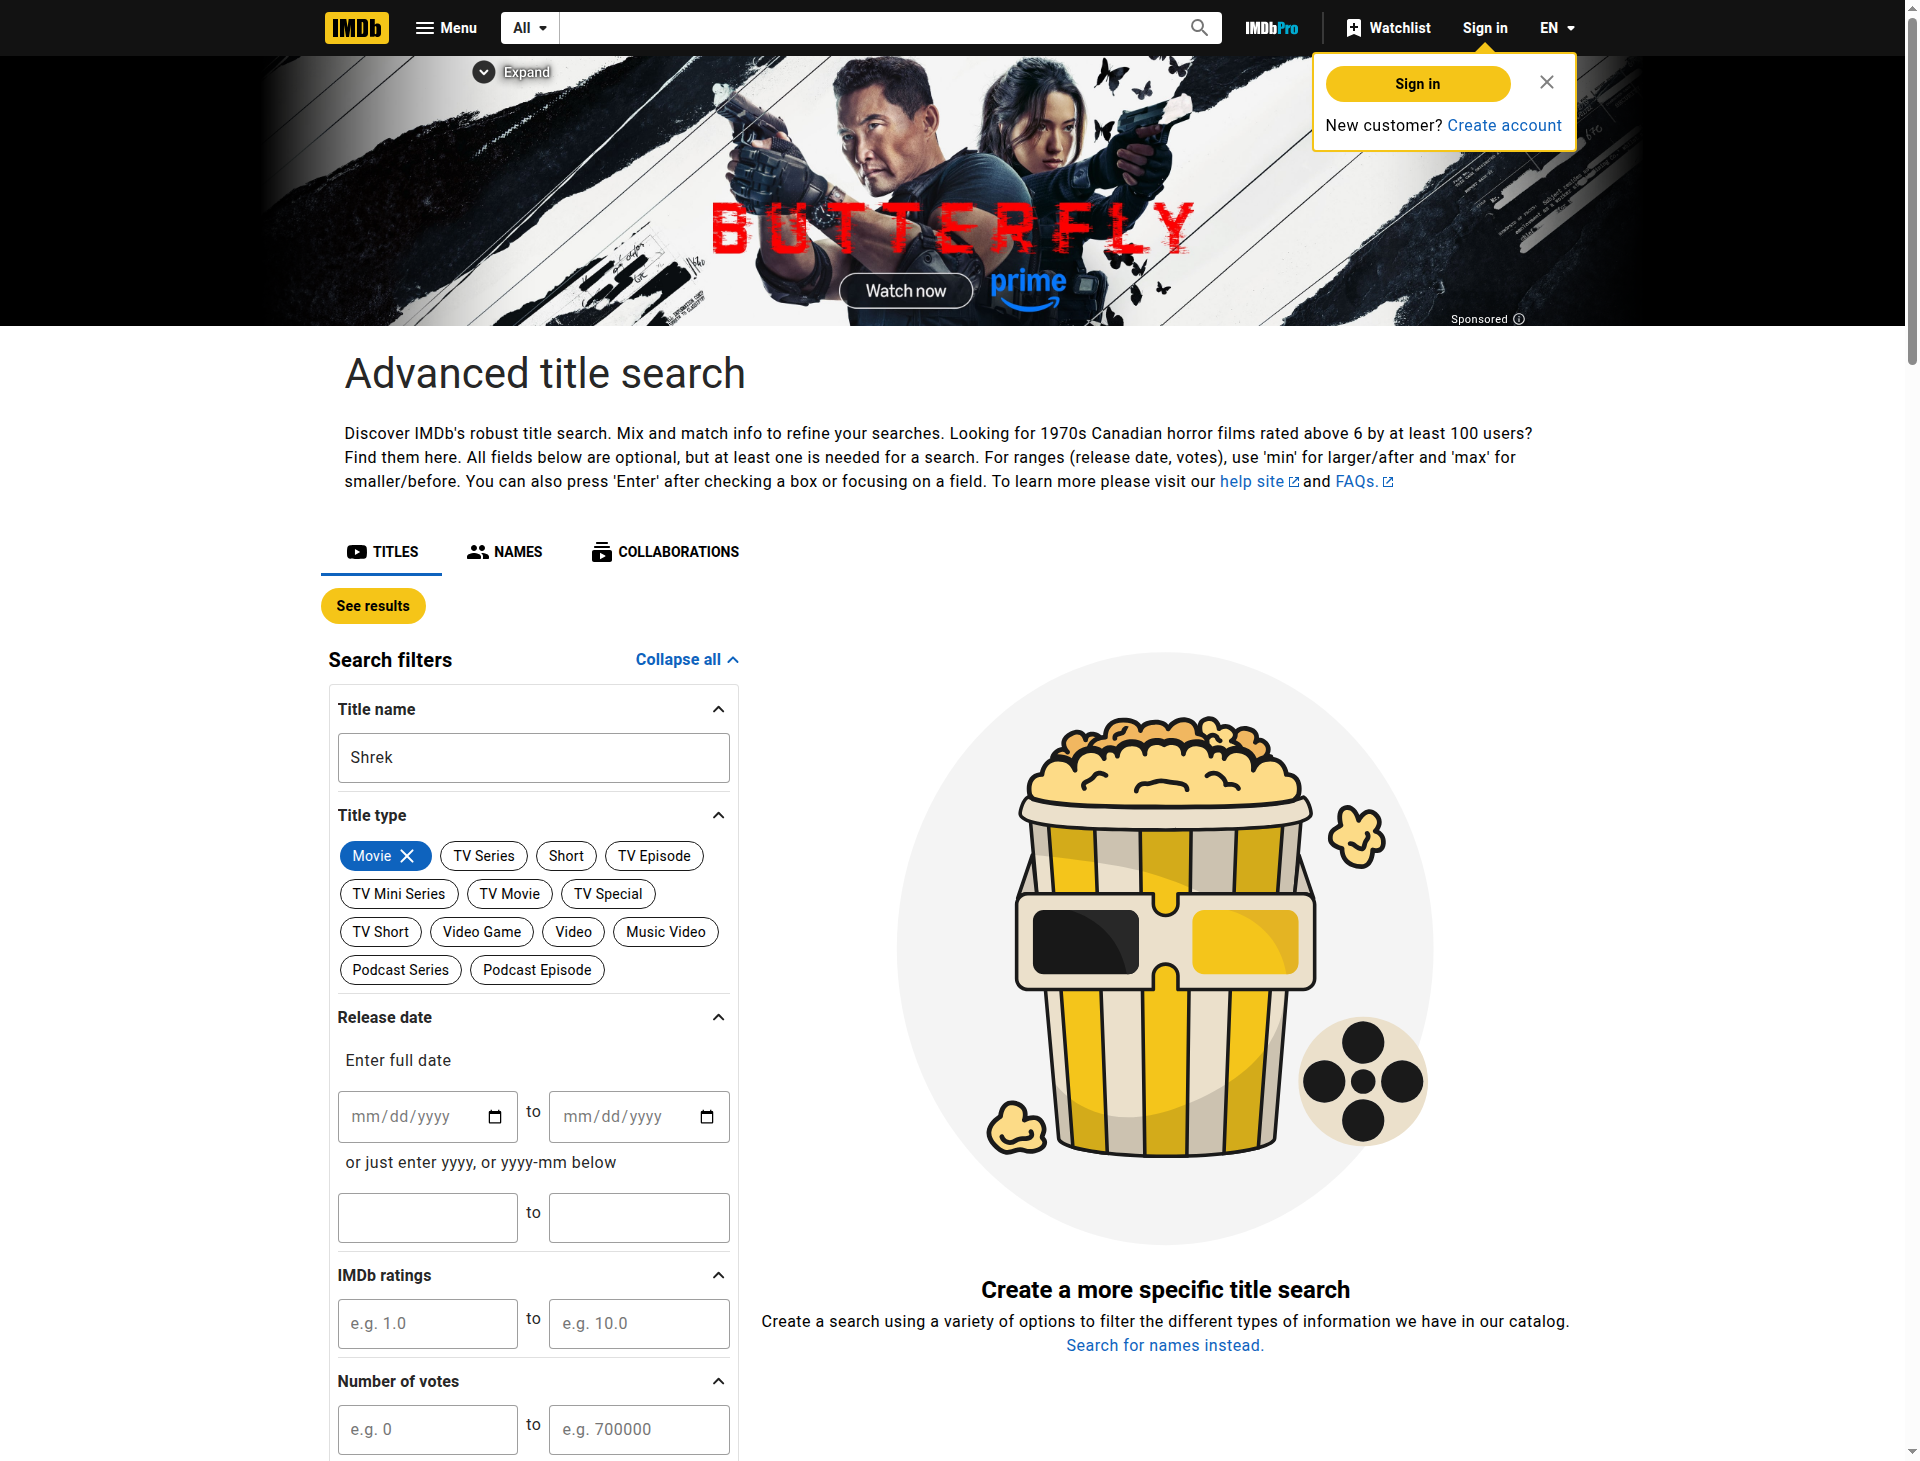 IMDb
Menu
All
IMDbPro
Watchlist
Sign in
EN
Expand
Sign in
New customer? Create account
BUTTERFLY
Watch now
prime
Sponsored
Advanced title search
Discover IMDb's robust title search. Mix and match info to refine your searches. Looking for 1970s Canadian horror films rated above 6 by at least 100 users?
Find them here. All fields below are optional, but at least one is needed for a search. For ranges (release date, votes), use 'min' for larger/after and 'max' for
smaller/before. You can also press 'Enter' after checking a box or focusing on a field. To learn more please visit our help site and FAQs.
TITLES
NAMES
COLLABORATIONS
See results
Search filters
Collapse all
Title name
Shrek
Title type
Movie
TV Series
Short
TV Episode
TV Mini Series
TV Movie
TV Special
TV Short
Video Game
Video
Music Video
Podcast Series
Podcast Episode
Release date
Enter full date
mm/dd/yyyy
to
mm/dd/yyyy
or just enter yyyy, or yyyy-mm below
to
IMDb ratings
e.g. 1.0
to
e.g. 10.0
Number of votes
e.g. 0
to
e.g. 700000
Create a more specific title search
Create a search using a variety of options to filter the different types of information we have in our catalog.
Search for names instead.